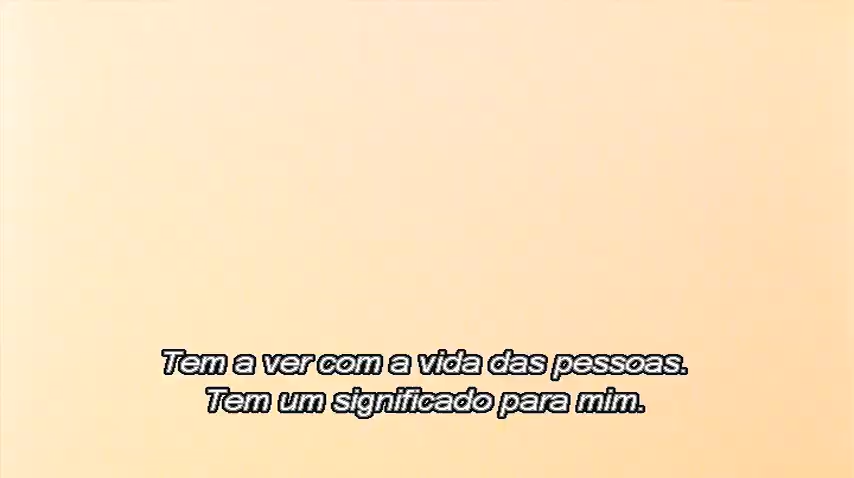 Tem a ver com a vida das pessoas.
Tem um significado para mim.